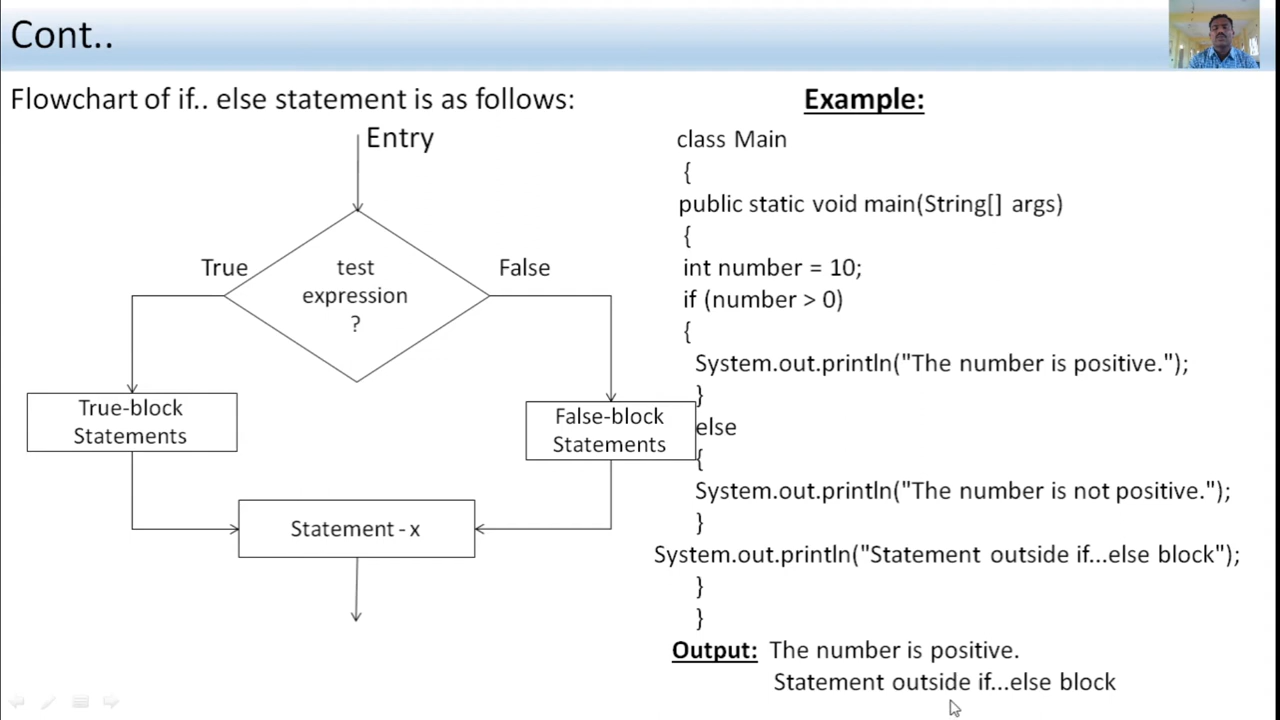 Cont..
Flowchart of if.. else statement is as follows:
Entry
True
test
expression
?
False
True-block
Statements
False-block
Statements
Statement - x
Example:
class Main
{
public static void main(String[] args)
{
int number = 10;
if (number > 0)
{
System.out.println("The number is positive.");
}
else
{
System.out.println("The number is not positive.");
}
System.out.println("Statement outside if...else block");
}
}
Output: The number is positive.
Statement outside if...else block